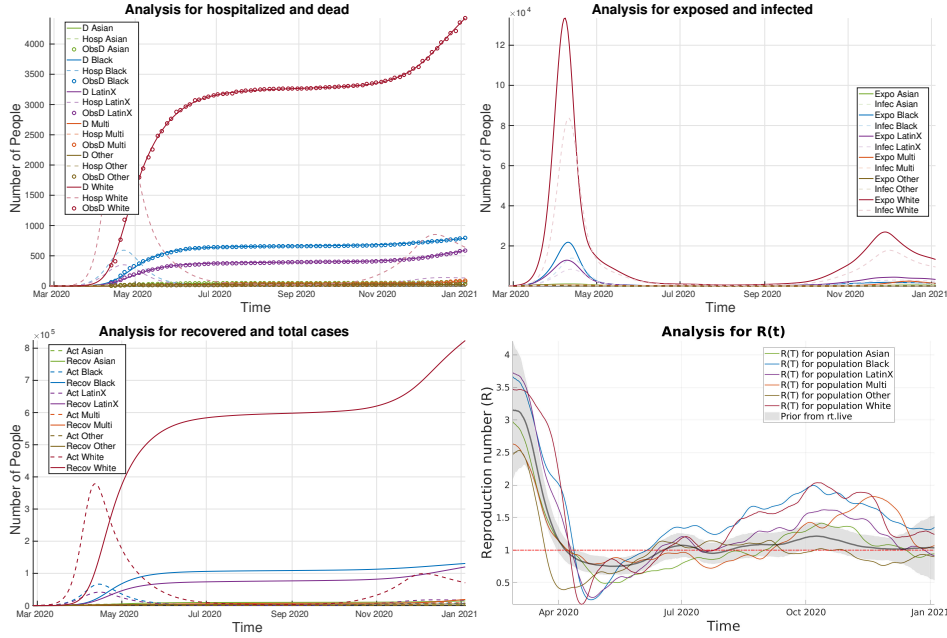 Analysis for hospitalized and dead
D Asian
Hosp Asian
ObsD Asian
D Black
Hosp Black
ObsD Black
D LatinX
Hosp LatinX
ObsD LatinX
D Multi
Hosp Multi
ObsD Multi
D Other
Hosp Other
ObsD Other
D White
Hosp White
ObsD White
Number of People
4000
3500
3000
2500
2000
1500
1000
500
0
Mar 2020
May 2020
Jul 2020
Sep 2020
Nov 2020
Jan 2021
Time
Analysis for exposed and infected
×10⁴
Expo Asian
Infec Asian
Expo Black
Infec Black
Expo LatinX
Infec LatinX
Expo Multi
Infec Multi
Expo Other
Infec Other
Expo White
Infec White
Number of People
12
10
8
6
4
2
0
Mar 2020
May 2020
Jul 2020
Sep 2020
Nov 2020
Jan 2021
Time
Analysis for recovered and total cases
×10⁵
Act Asian
Recov Asian
Act Black
Recov Black
Act LatinX
Recov LatinX
Act Multi
Recov Multi
Act Other
Recov Other
Act White
Recov White
Number of People
8
7
6
5
4
3
2
1
0
Mar 2020
May 2020
Jul 2020
Sep 2020
Nov 2020
Jan 2021
Time
Analysis for R(t)
R(T) for population Asian
R(T) for population Black
R(T) for population LatinX
R(T) for population Multi
R(T) for population Other
R(T) for population White
Prior from rt.live
Reproduction number (R)
4
3.5
3
2.5
2
1.5
1
0.5
Apr 2020
Jul 2020
Oct 2020
Jan 2021
Time